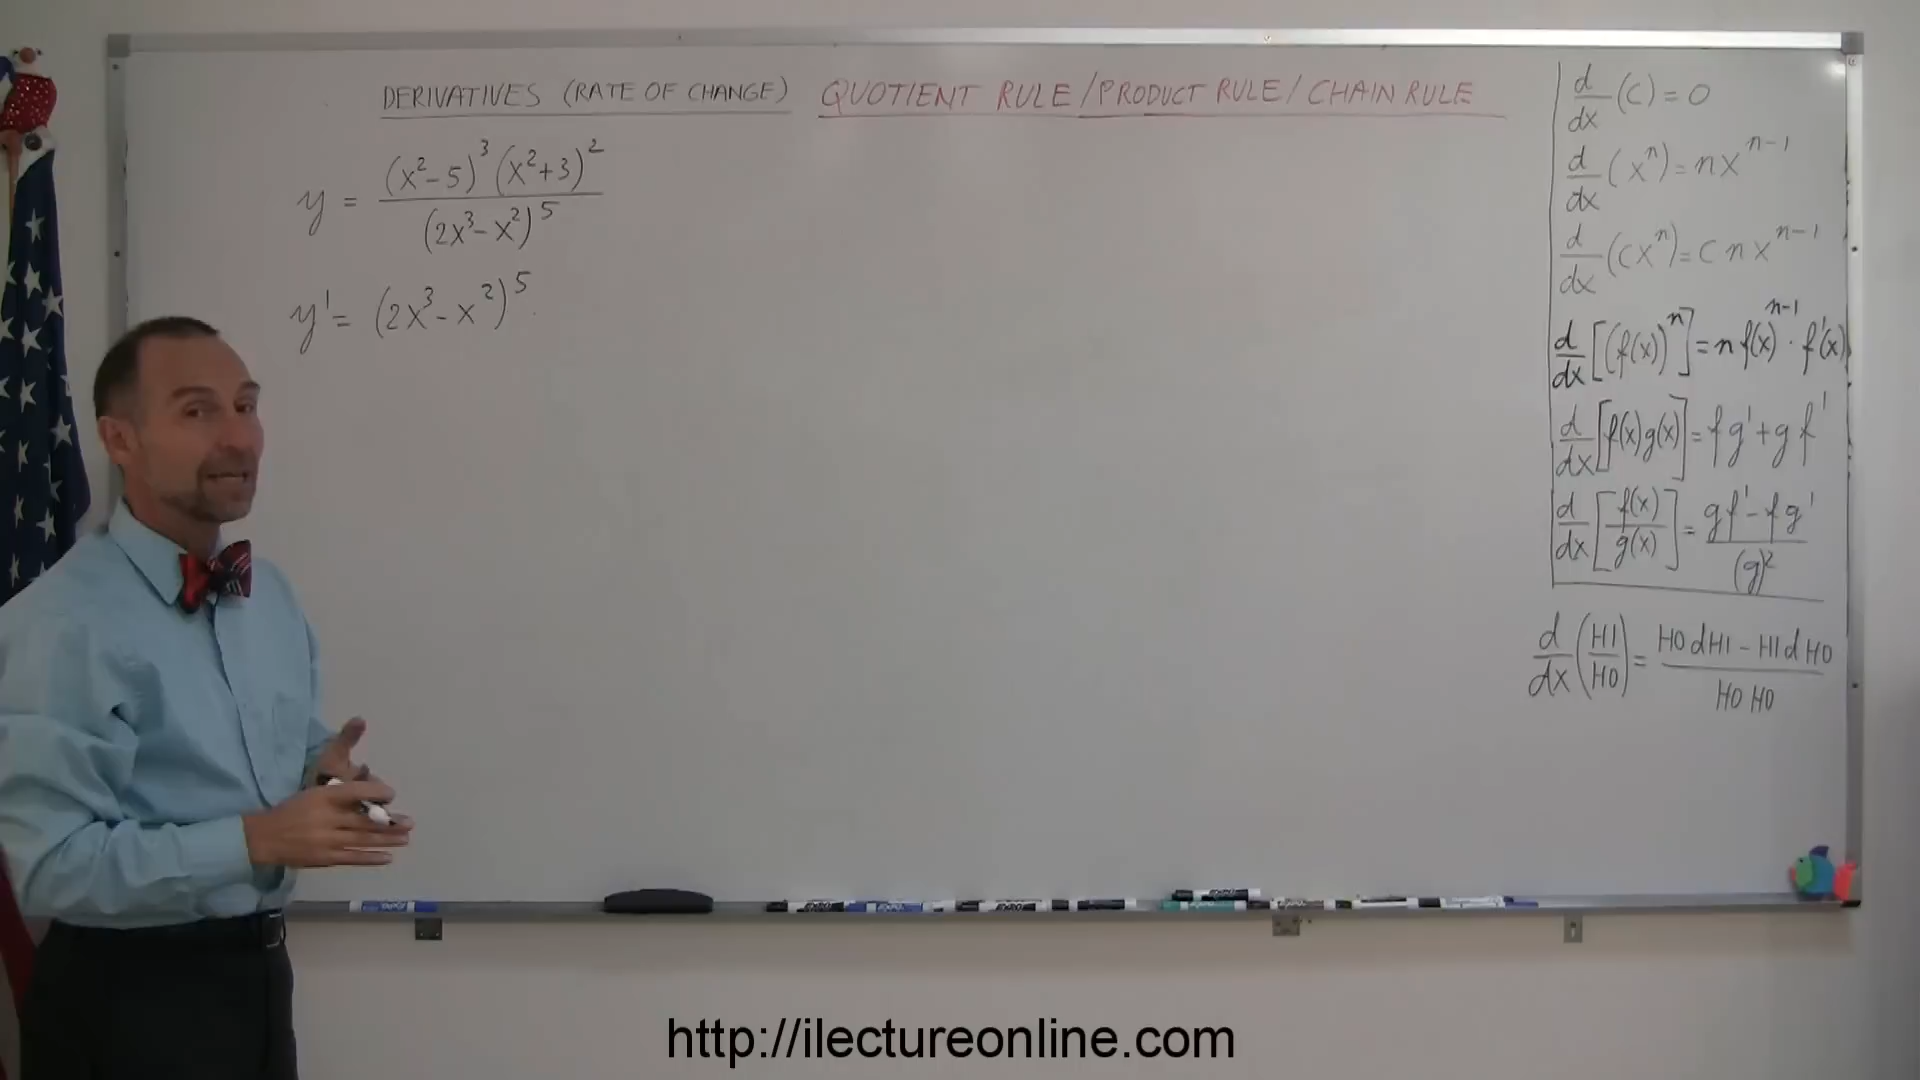 DERIVATIVES (RATE OF CHANGE) QUOTIENT RULE/PRODUCT RULE/CHAIN RULE
y = (x²-5)³ (x²+3)² / (2x³-x²)⁵
y' = (2x³-x²)⁵
d/dx (c) = 0
d/dx (xⁿ) = nxⁿ⁻¹
d/dx (cxⁿ) = c n xⁿ⁻¹
d/dx [(f(x))ⁿ] = n f(x)ⁿ⁻¹ · f'(x)
d/dx [f(x)g(x)] = fg' + gf'
d/dx [f(x)/g(x)] = gf' - fg' / (g)²
d/dx (HI/HO) = HO dHI - HI dHO / HO HO
http://ilectureonline.com